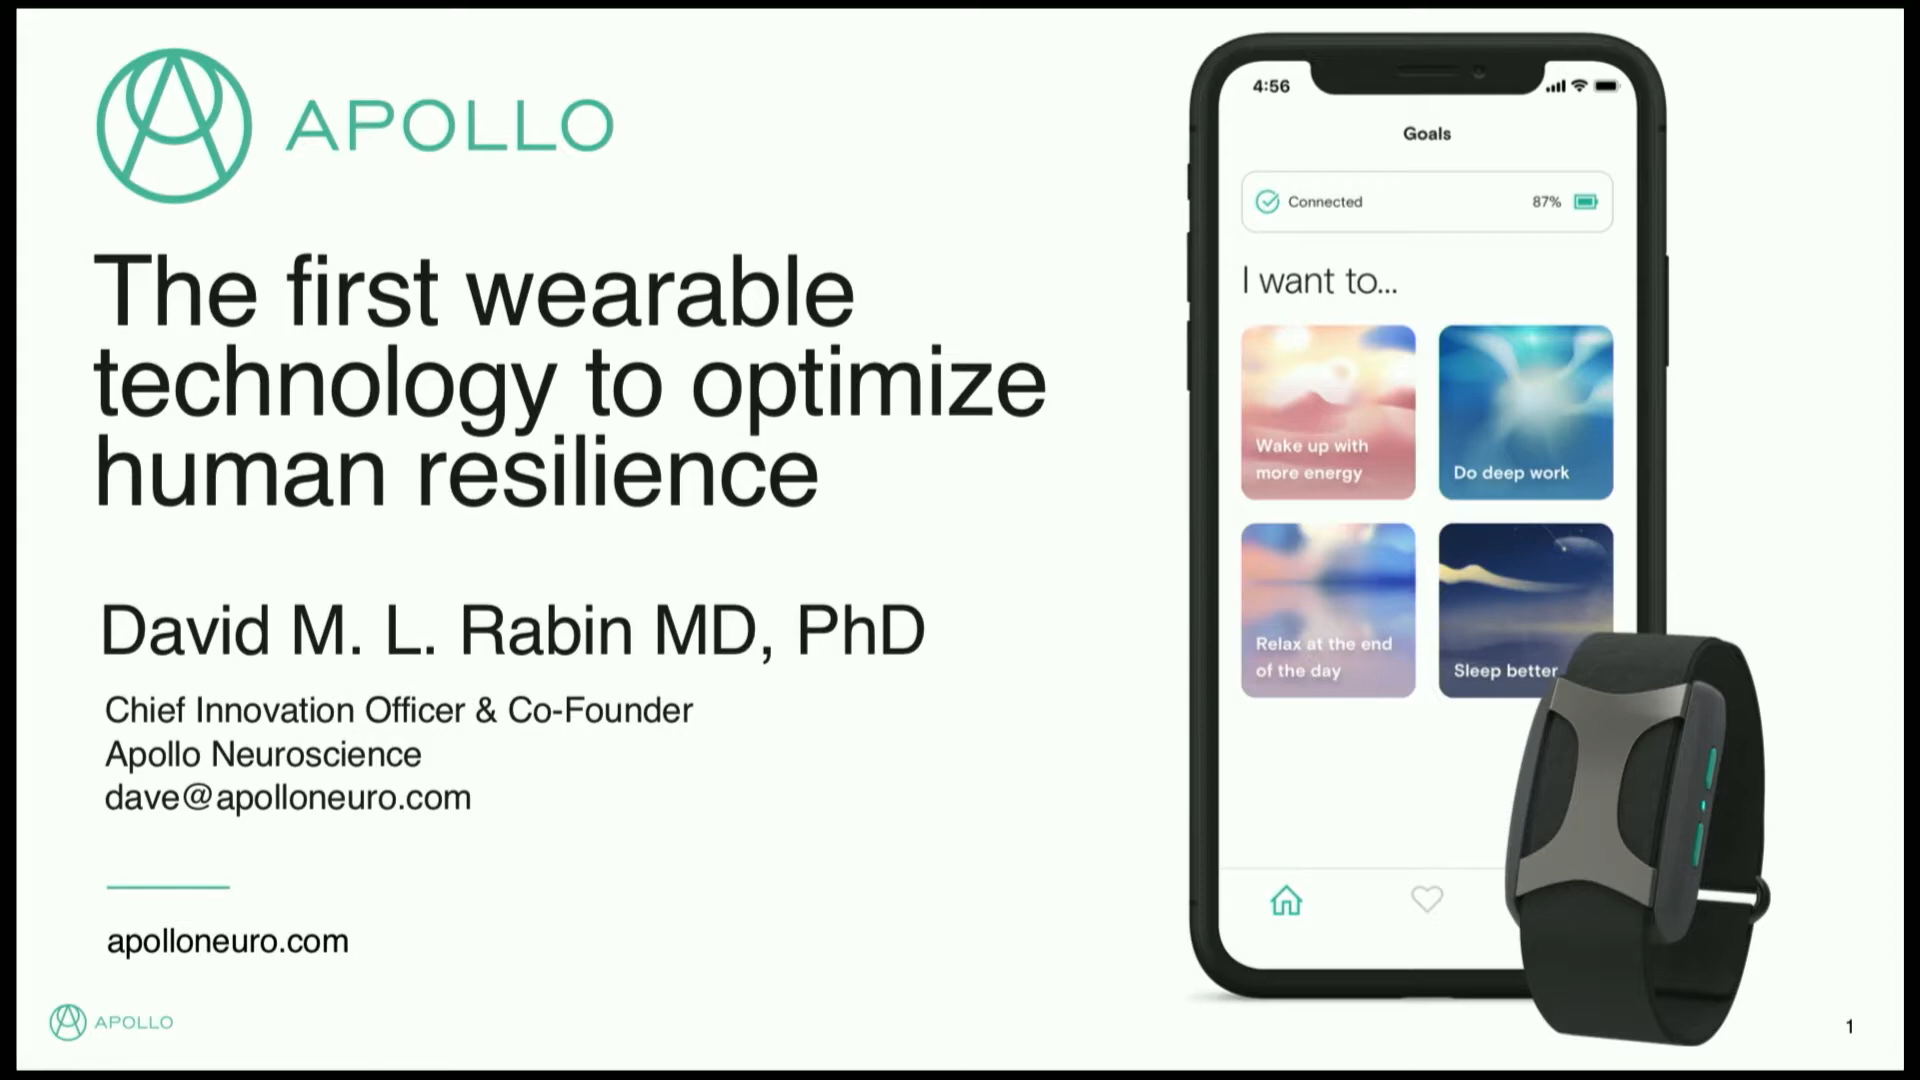 APOLLO
The first wearable
technology to optimize
human resilience
David M. L. Rabin MD, PhD
Chief Innovation Officer & Co-Founder
Apollo Neuroscience
dave@apolloneuro.com
apolloneuro.com
APOLLO
4:56
Goals
Connected 87%
I want to...
Wake up with
more energy
Do deep work
Relax at the end
of the day
Sleep better
1